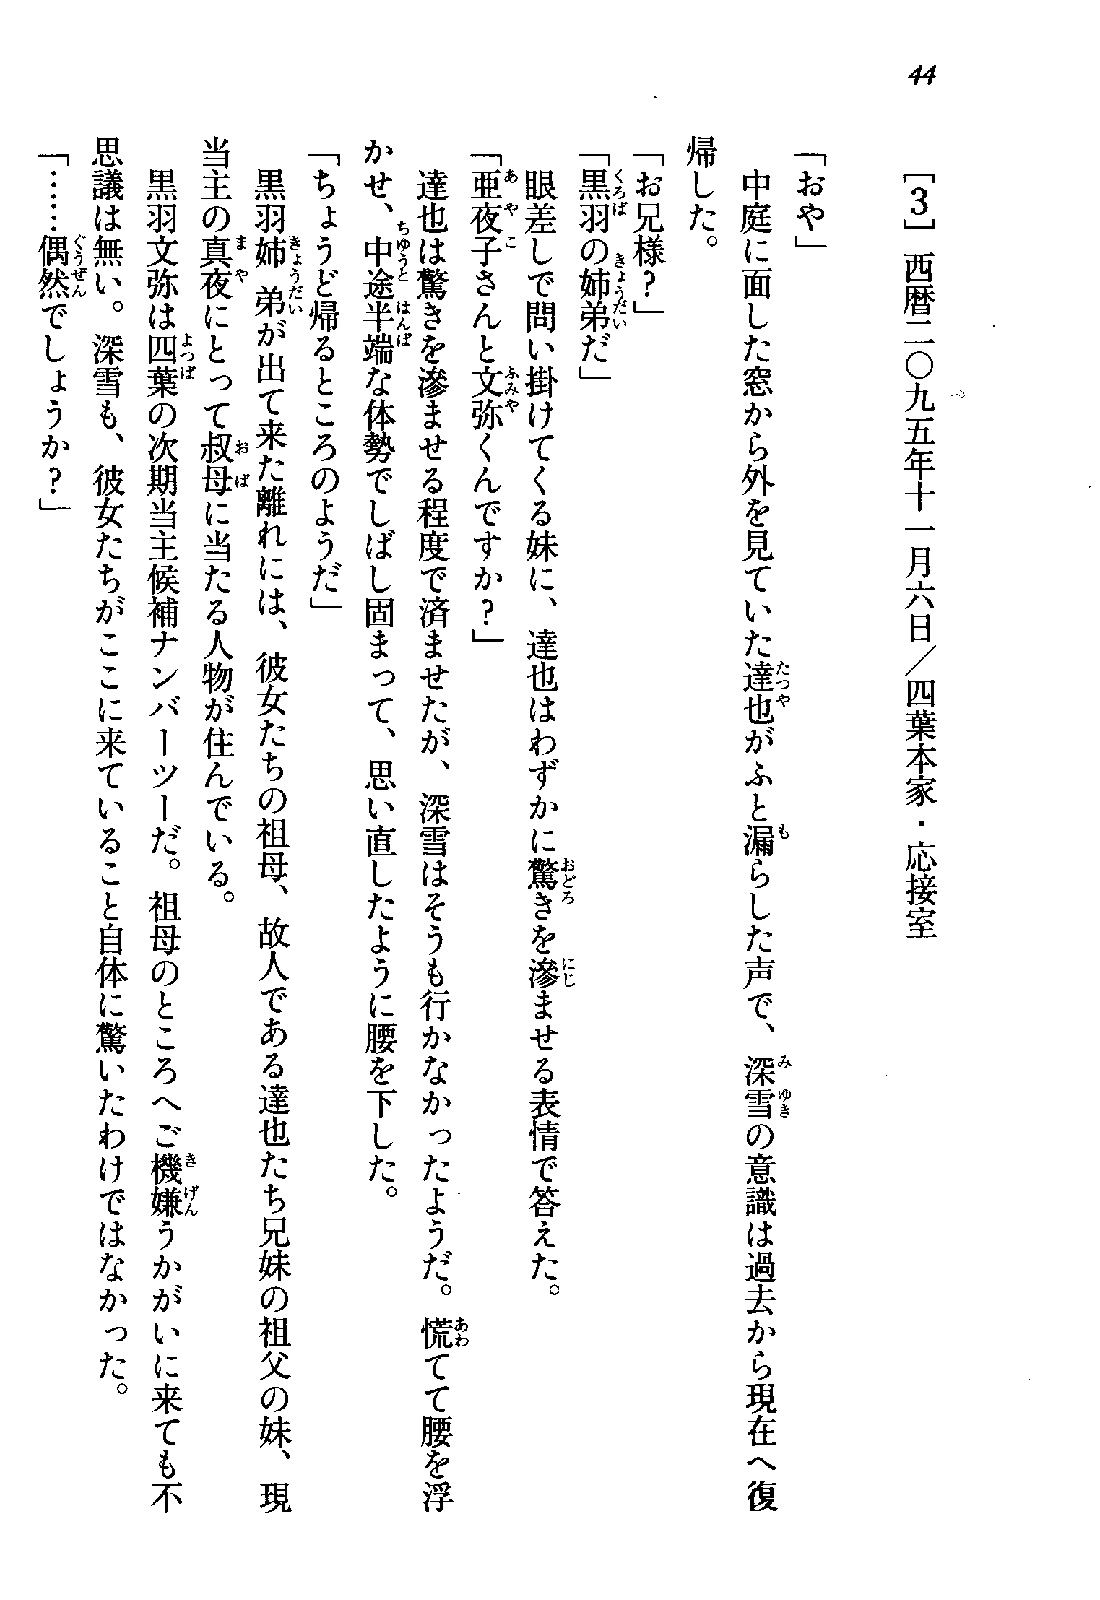 44
［3］西暦二〇九五年十一月六日／四葉本家・応接室
「おや」
中庭に面した窓から外を見ていた達也がふと漏らした声で、深雪の意識は過去から現在へ復
帰した。
「お兄様？」
「黒羽の姉弟だ」
眼差しで問い掛けてくる妹に、達也はわずかに驚きを滲ませる表情で答えた。
「亜夜子さんと文弥くんですか？」
達也は驚きを滲ませる程度で済ませたが、深雪はそうも行かなかったようだ。慌てて腰を浮
かせ、中途半端な体勢でしばし固まって、思い直したように腰を下した。
「ちょうど帰るところのようだ」
黒羽姉弟が出て来た離れには、彼女たちの祖母、故人である達也たち兄妹の祖父の妹、現
当主の真夜にとって叔母に当たる人物が住んでいる。
黒羽文弥は四葉の次期当主候補ナンバーツーだ。祖母のところへご機嫌うかがいに来ても不
思議は無い。深雪も、彼女たちがここに来ていること自体に驚いたわけではなかった。
「……偶然でしょうか？」